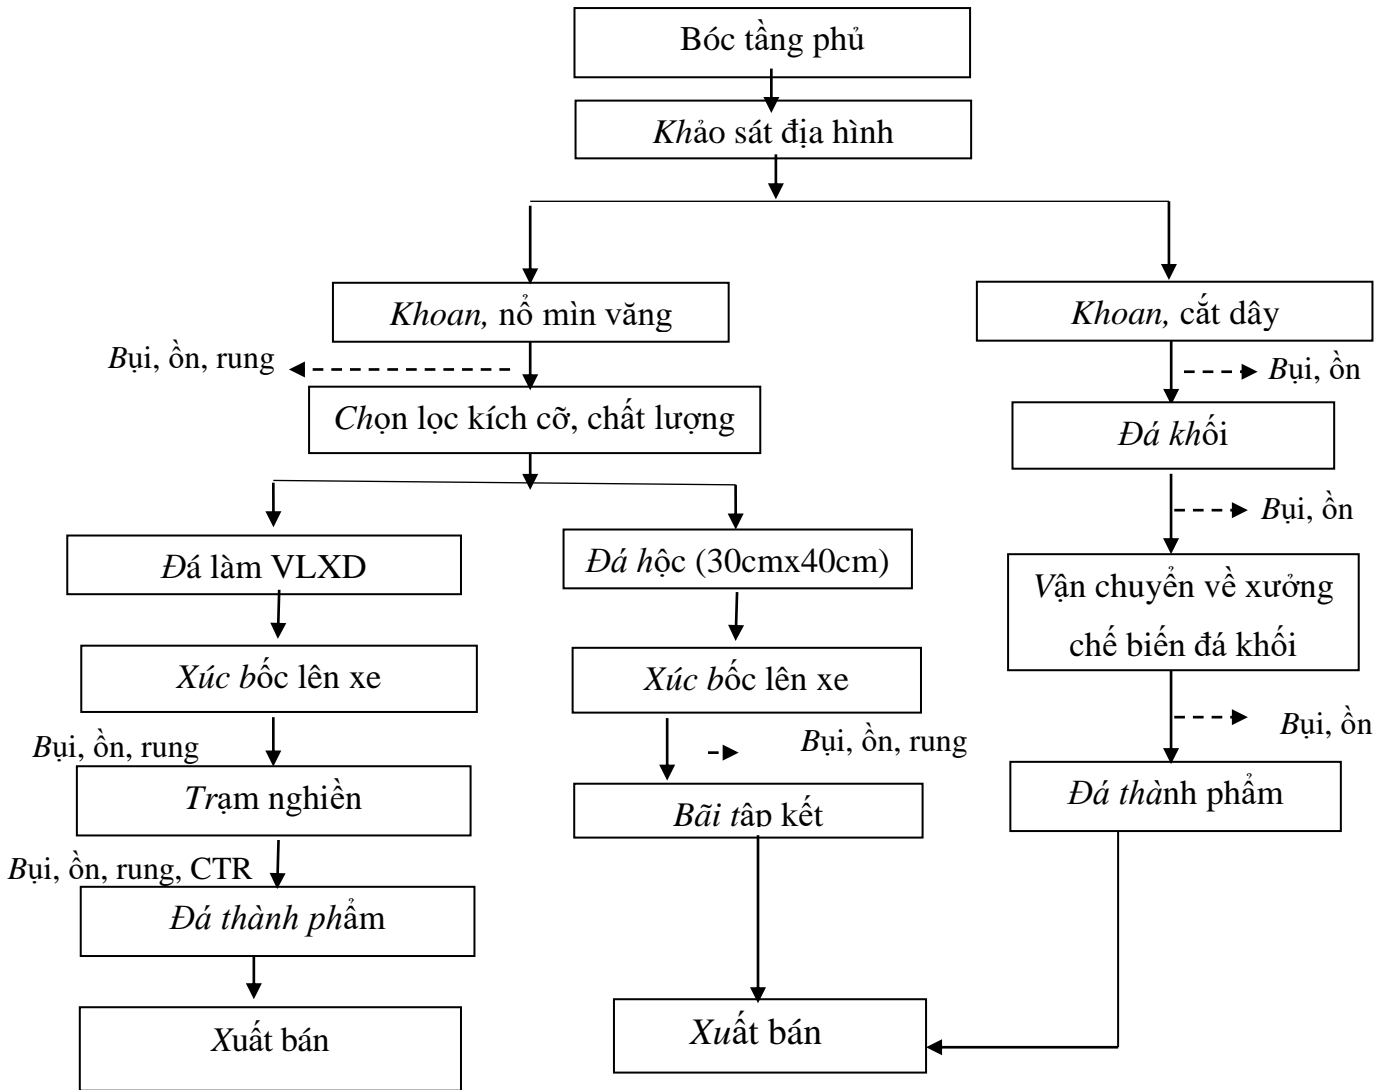 Bóc tầng phủ
Khảo sát địa hình
Khoan, nổ mìn văng
Khoan, cắt dây
Bụi, ồn, rung
Bụi, ồn
Chọn lọc kích cỡ, chất lượng
Đá khối
Bụi, ồn
Đá làm VLXD
Đá hộc (30cmx40cm)
Vận chuyển về xưởng
chế biến đá khối
Xúc bốc lên xe
Xúc bốc lên xe
Bụi, ồn, rung
Bụi, ồn, rung
Bụi, ồn
Trạm nghiền
Bãi tập kết
Đá thành phẩm
Bụi, ồn, rung, CTR
Đá thành phẩm
Xuất bán
Xuất bán